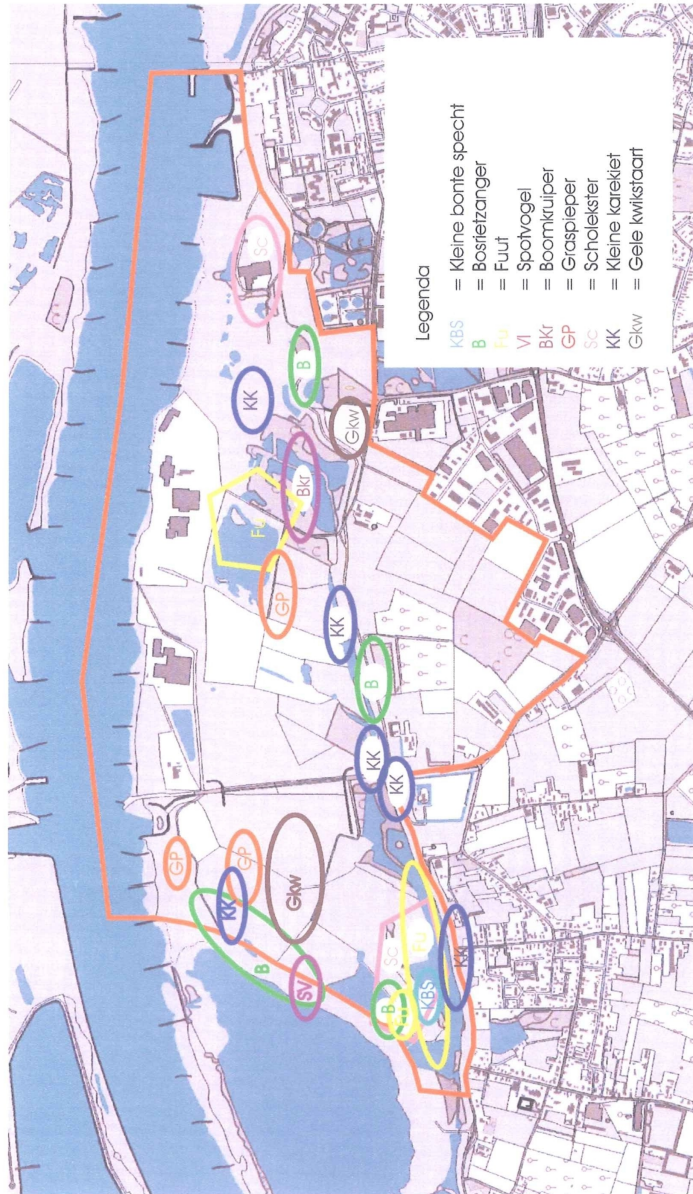 Sc
KK
B
Gkw
Fu
BKr
GP
KK
B
KK
KK
GP
GP
KK
Gkw
B
SV
Sc
Fu
B
Fu
KBS
KK
Legenda
KBS = Kleine bonte specht
B = Bosrietzanger
Fu = Fuut
Vl = Spotvogel
BKr = Boomkruiper
GP = Graspieper
Sc = Scholekster
KK = Kleine karekiet
Gkw = Gele kwikstaart